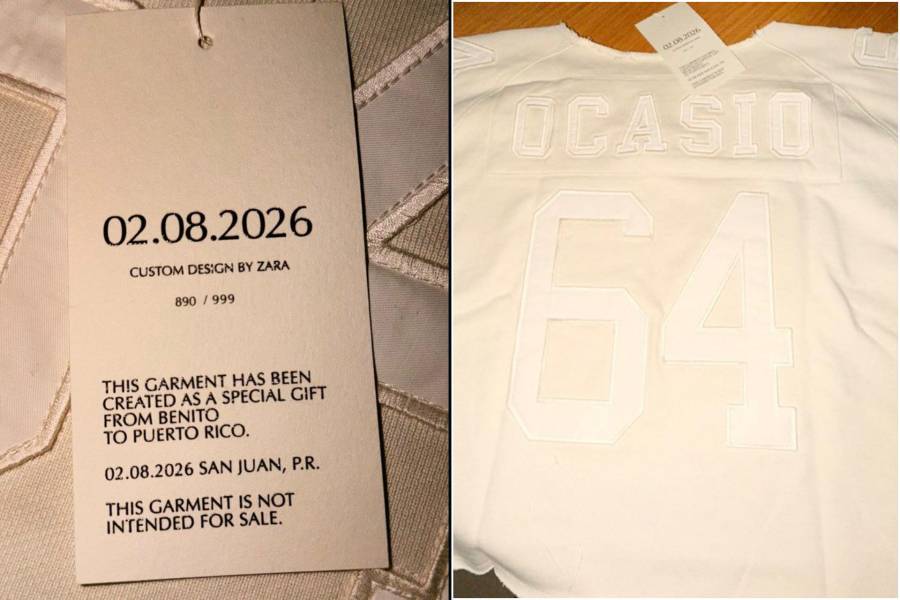 02.08.2026
CUSTOM DESIGN BY ZARA
890 / 999
THIS GARMENT HAS BEEN
CREATED AS A SPECIAL GIFT
FROM BENITO
TO PUERTO RICO.
02.08.2026 SAN JUAN, P.R.
THIS GARMENT IS NOT
INTENDED FOR SALE.
02.08.2026
OCASIO
64